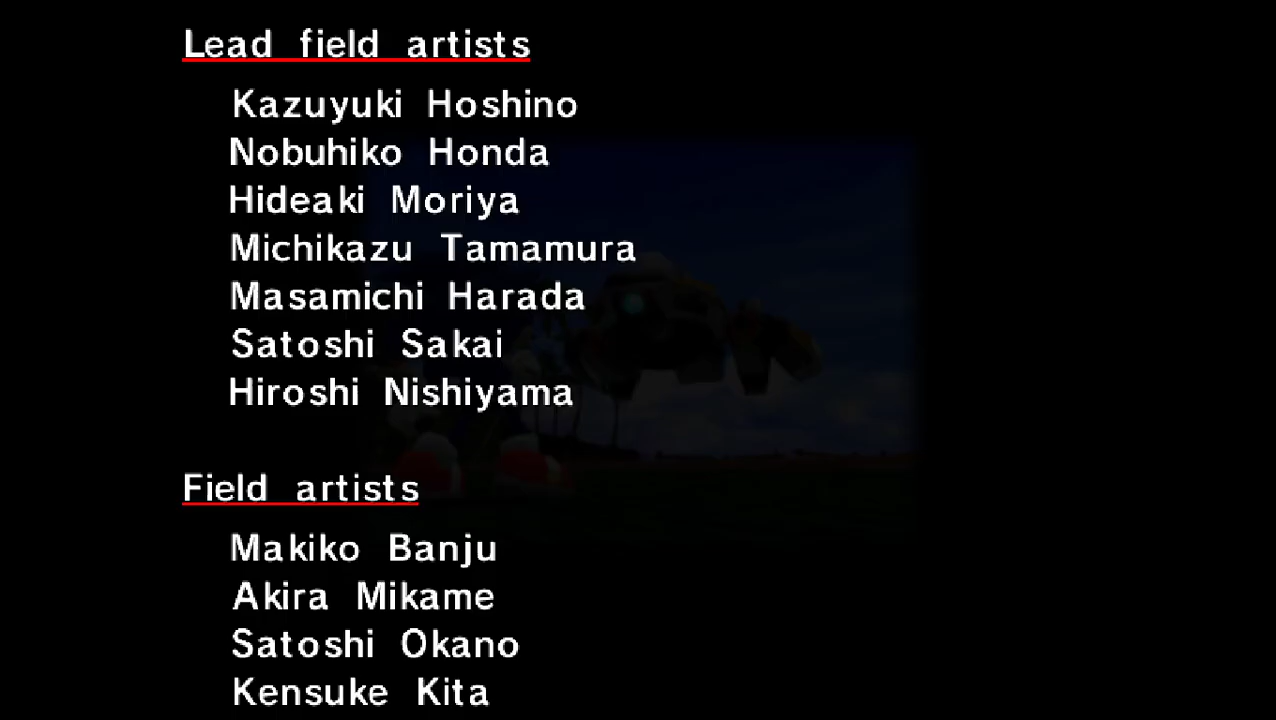 Lead field artists
Kazuyuki Hoshino
Nobuhiko Honda
Hideaki Moriya
Michikazu Tamamura
Masamichi Harada
Satoshi Sakai
Hiroshi Nishiyama
Field artists
Makiko Banju
Akira Mikame
Satoshi Okano
Kensuke Kita